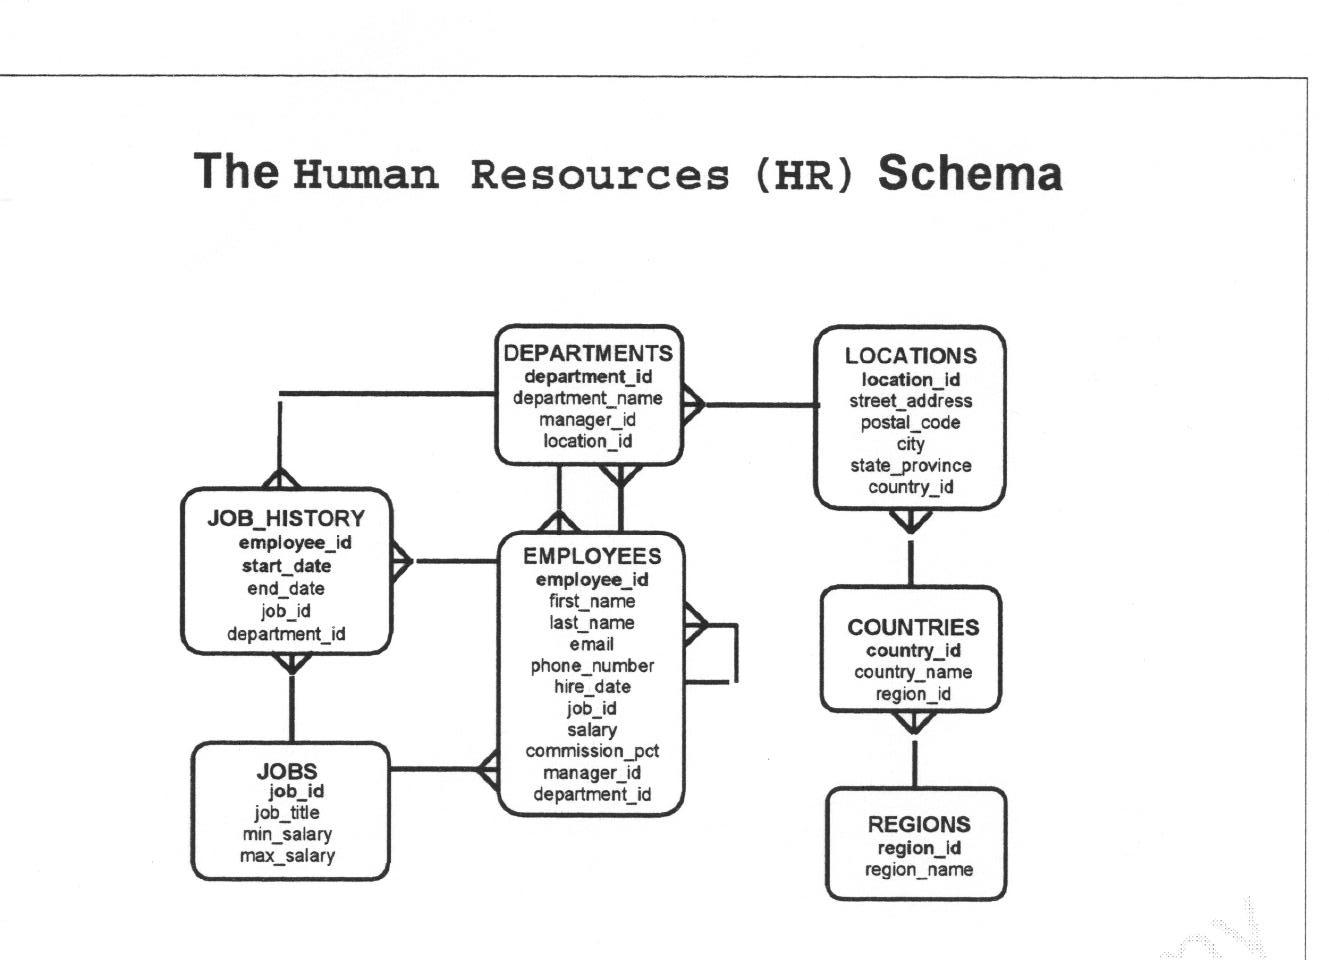 The Human Resources (HR) Schema
DEPARTMENTS
department_id
department_name
manager_id
location_id
LOCATIONS
location_id
street_address
postal_code
city
state_province
country_id
JOB_HISTORY
employee_id
start_date
end_date
job_id
department_id
EMPLOYEES
employee_id
first_name
last_name
email
phone_number
hire_date
job_id
salary
commission_pct
manager_id
department_id
COUNTRIES
country_id
country_name
region_id
JOBS
job_id
job_title
min_salary
max_salary
REGIONS
region_id
region_name